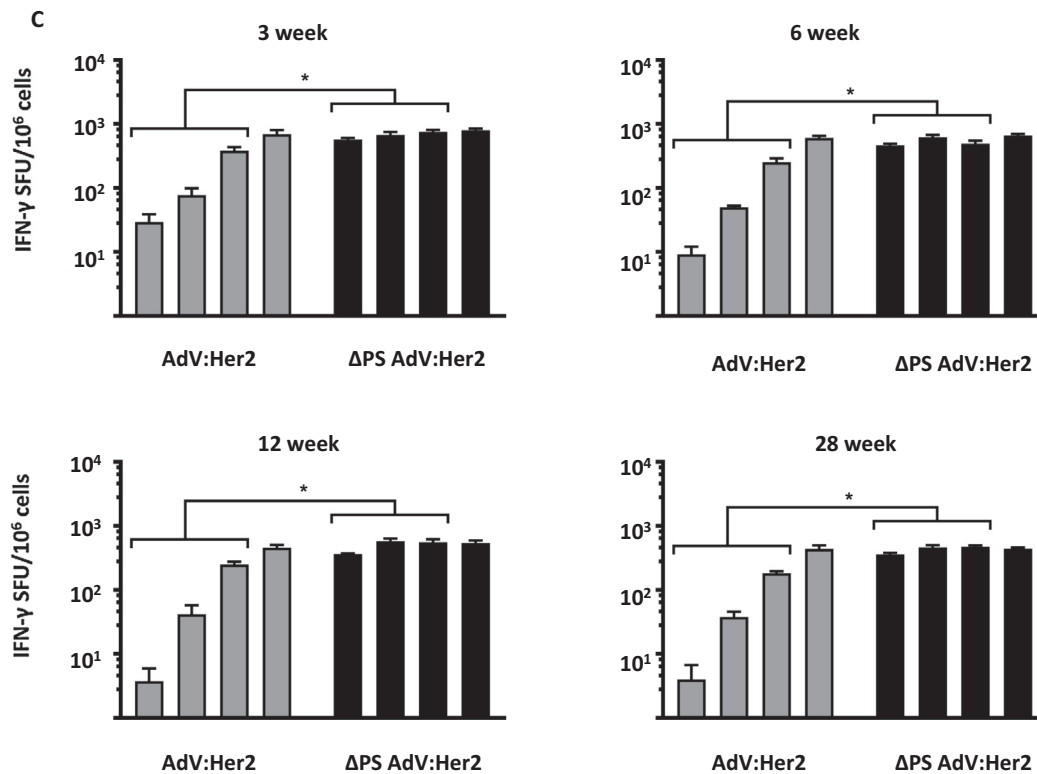 C
3 week
IFN-γ SFU/10⁶ cells
10⁴
10³
10²
10¹
*
AdV:Her2
ΔPS AdV:Her2
6 week
10⁴
10³
10²
10¹
*
AdV:Her2
ΔPS AdV:Her2
12 week
IFN-γ SFU/10⁶ cells
10⁴
10³
10²
10¹
*
AdV:Her2
ΔPS AdV:Her2
28 week
10⁴
10³
10²
10¹
*
AdV:Her2
ΔPS AdV:Her2